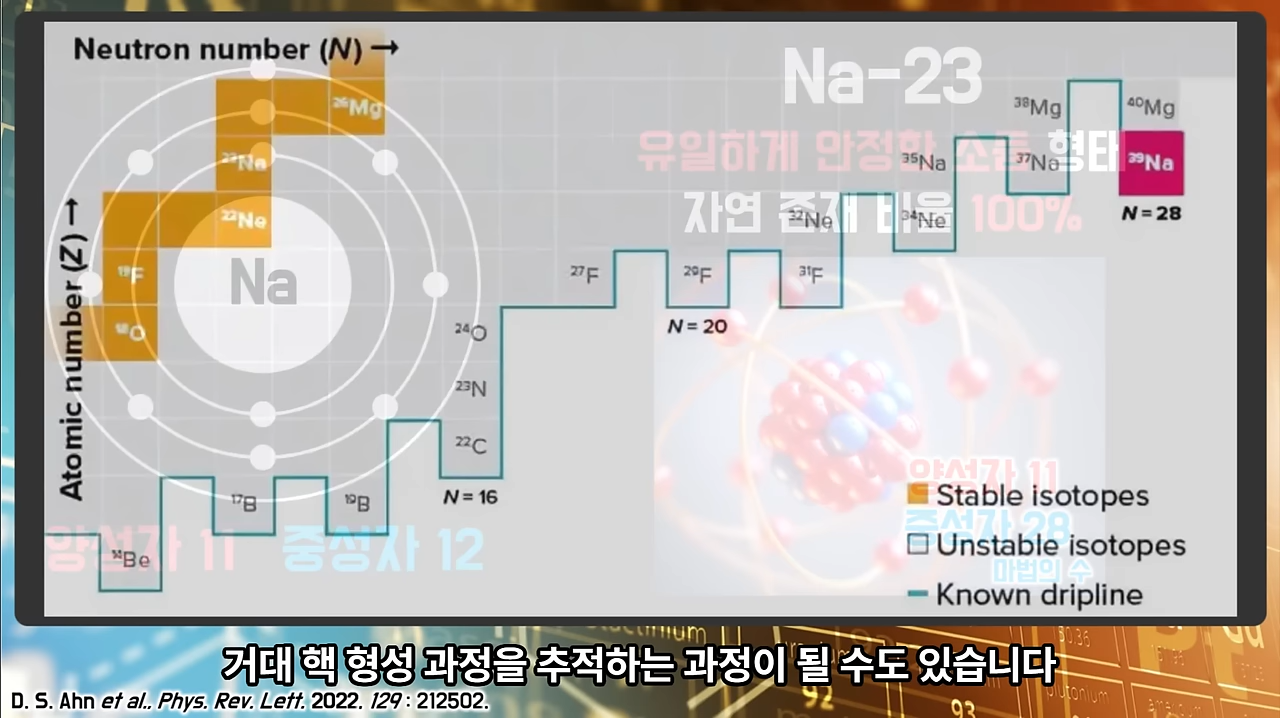 Neutron number (N) →
Na-23
유일하게 안정한 소듐 형태
자연 존재 비율 100%
²⁶Mg
³⁸Mg
⁴⁰Mg
²³Na
³⁵Na
³⁷Na
³⁹Na
²²Ne
³²Ne
³⁴Ne
N = 28
Atomic number (Z) →
Na
¹⁹F
²⁷F
²⁹F
³¹F
¹⁸O
²⁴O
N = 20
²³N
²²C
양성자 11
Stable isotopes
¹⁷B
¹⁹B
N = 16
중성자 28
양성자 11 중성자 12
Unstable isotopes
¹⁴Be
마법의 수
Known dripline
거대 핵 형성 과정을 추적하는 과정이 될 수도 있습니다
D. S. Ahn et al., Phys. Rev. Lett. 2022, 129 : 212502.
92
93